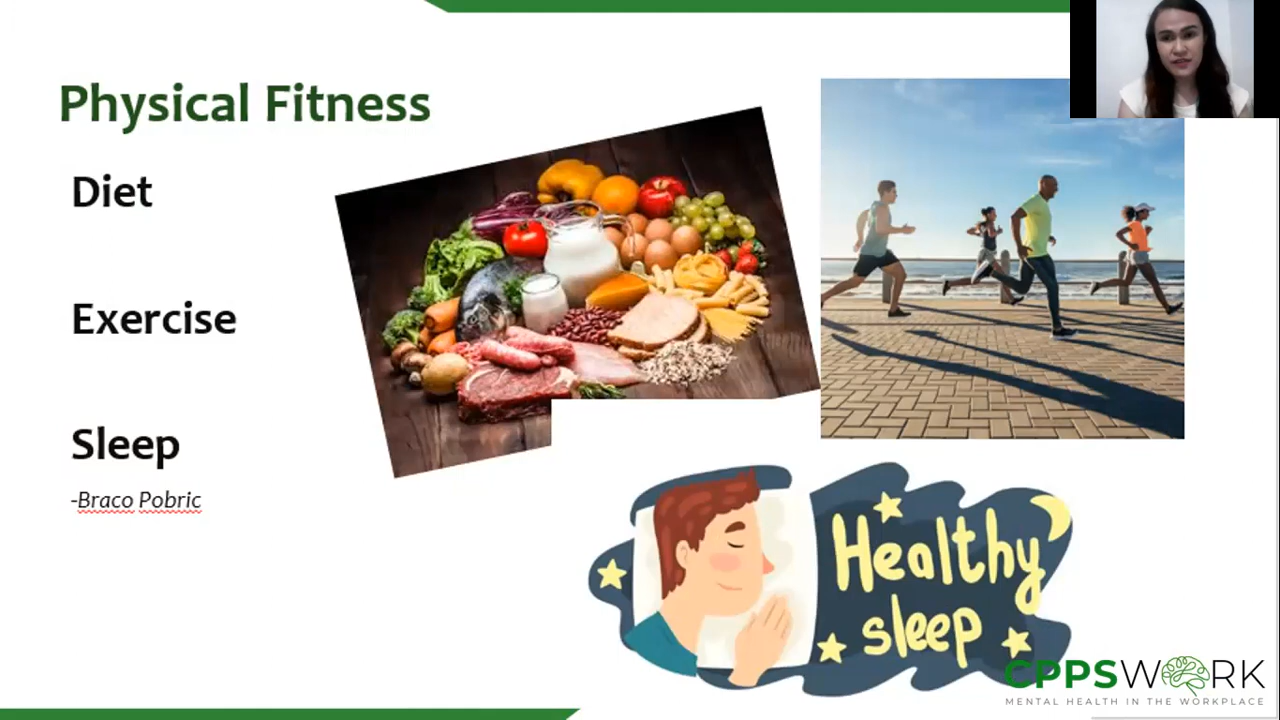 Physical Fitness
Diet
Exercise
Sleep
-Braco Pobric
Healthy
sleep
CPPSWORK
MENTAL HEALTH IN THE WORKPLACE